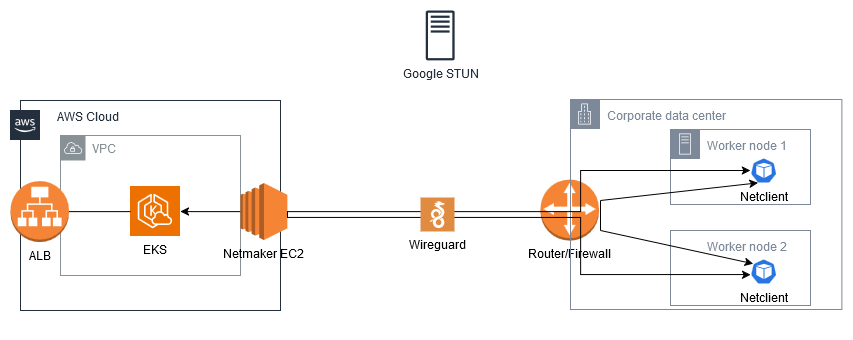 Google STUN
aws
AWS Cloud
VPC
ALB
EKS
Netmaker EC2
Wireguard
Router/Firewall
Corporate data center
Worker node 1
Netclient
Worker node 2
Netclient